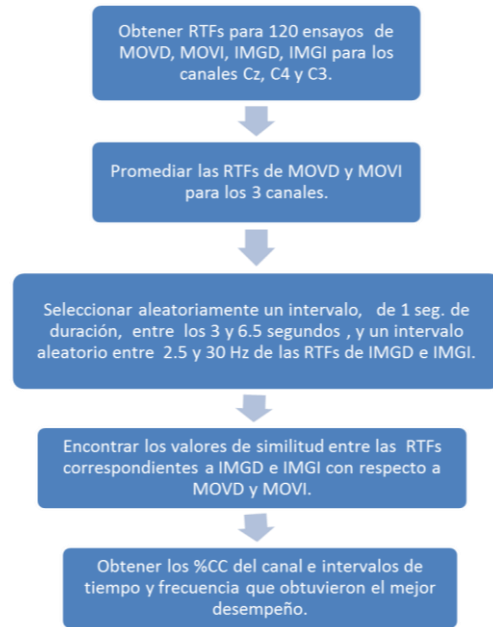 Obtener RTFs para 120 ensayos de
MOVD, MOVI, IMGD, IMGI para los
canales Cz, C4 y C3.
Promediar las RTFs de MOVD y MOVI
para los 3 canales.
Seleccionar aleatoriamente un intervalo, de 1 seg. de
duración, entre los 3 y 6.5 segundos , y un intervalo
aleatorio entre 2.5 y 30 Hz de las RTFs de IMGD e IMGI.
Encontrar los valores de similitud entre las RTFs
correspondientes a IMGD e IMGI con respecto a
MOVD y MOVI.
Obtener los %CC del canal e intervalos de
tiempo y frecuencia que obtuvieron el mejor
desempeño.